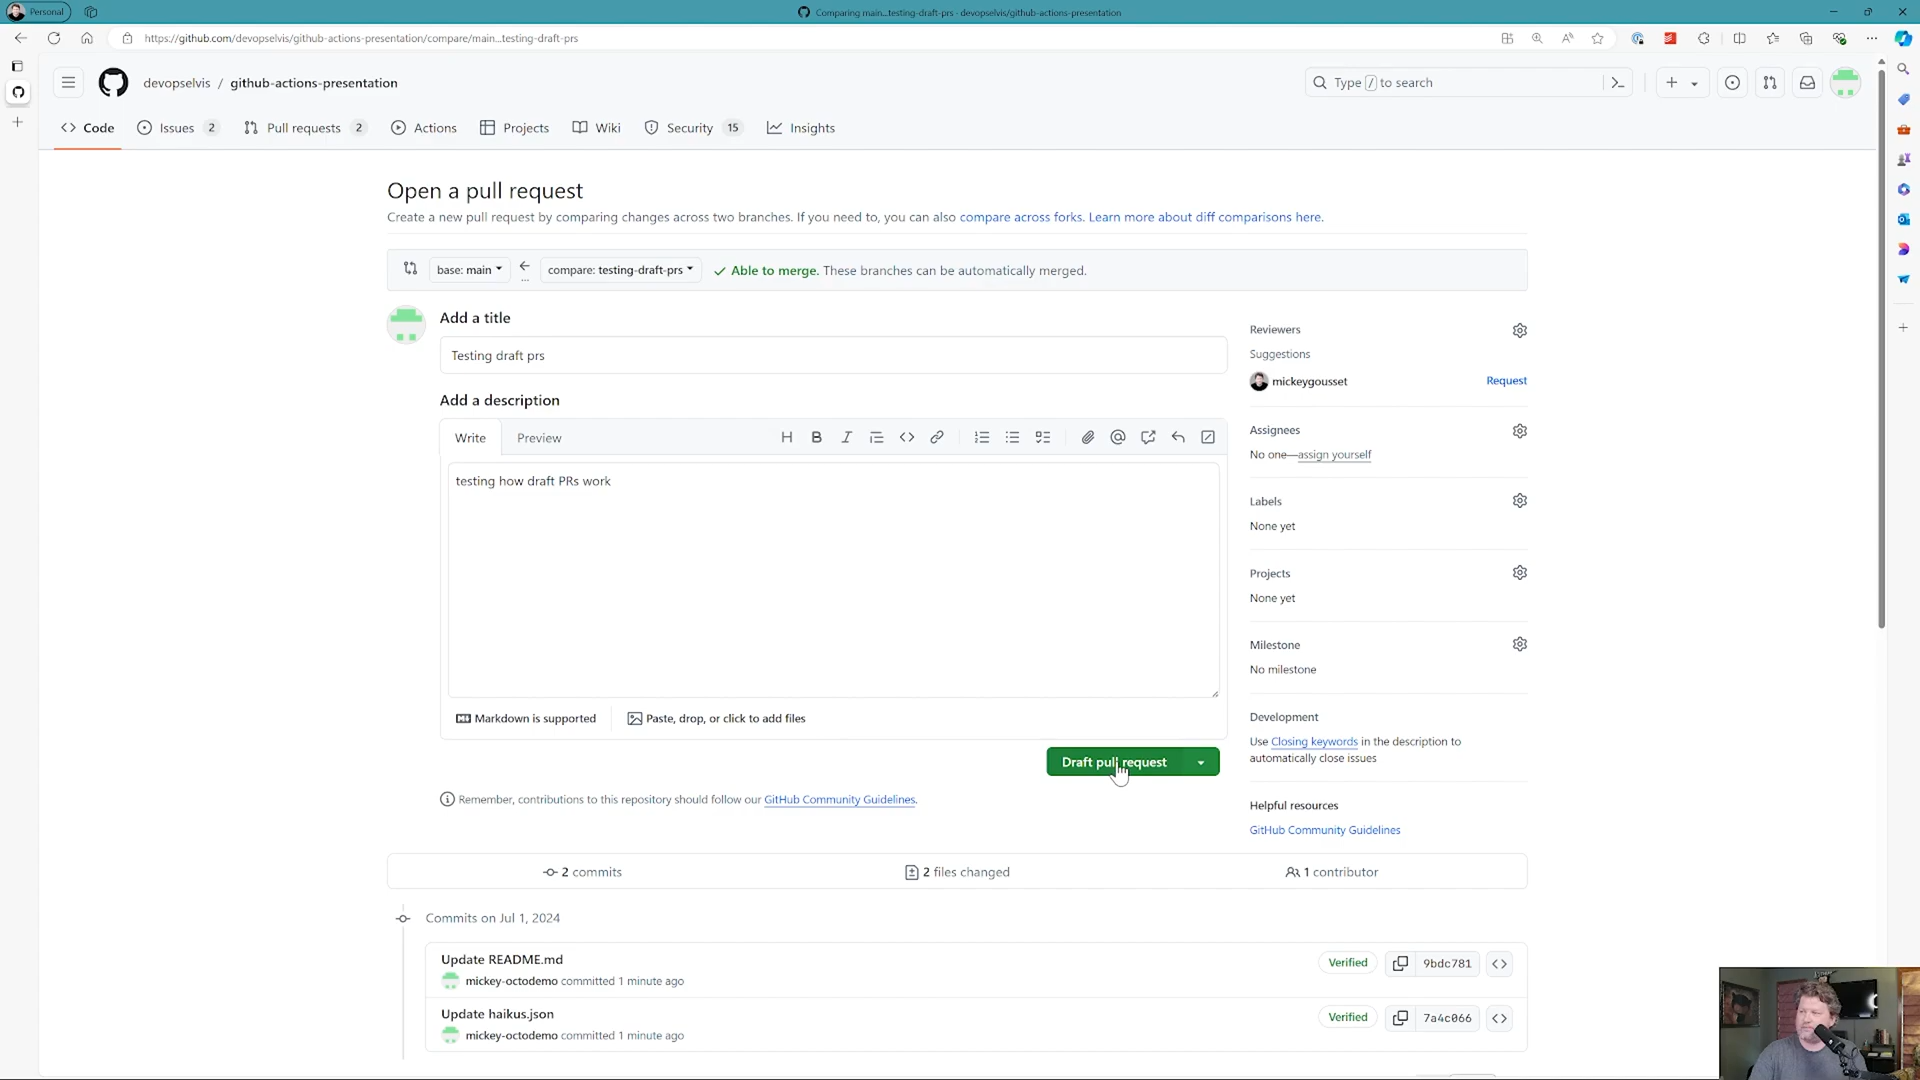 Personal
Comparing main...testing-draft-prs - devopselvis/github-actions-presentation
https://github.com/devopselvis/github-actions-presentation/compare/main...testing-draft-prs
devopselvis / github-actions-presentation
Type / to search
Code
Issues 2
Pull requests 2
Actions
Projects
Wiki
Security 15
Insights
Open a pull request
Create a new pull request by comparing changes across two branches. If you need to, you can also compare across forks. Learn more about diff comparisons here.
base: main
...
compare: testing-draft-prs
Able to merge. These branches can be automatically merged.
Add a title
Testing draft prs
Add a description
Write
Preview
testing how draft PRs work
Markdown is supported
Paste, drop, or click to add files
Draft pull request
Remember, contributions to this repository should follow our GitHub Community Guidelines.
Reviewers
Suggestions
mickeygousset
Request
Assignees
No one—assign yourself
Labels
None yet
Projects
None yet
Milestone
No milestone
Development
Use Closing keywords in the description to
automatically close issues
Helpful resources
GitHub Community Guidelines
2 commits
2 files changed
1 contributor
Commits on Jul 1, 2024
Update README.md
mickey-octodemo committed 1 minute ago
Verified
9bdc781
Update haikus.json
mickey-octodemo committed 1 minute ago
Verified
7a4c066